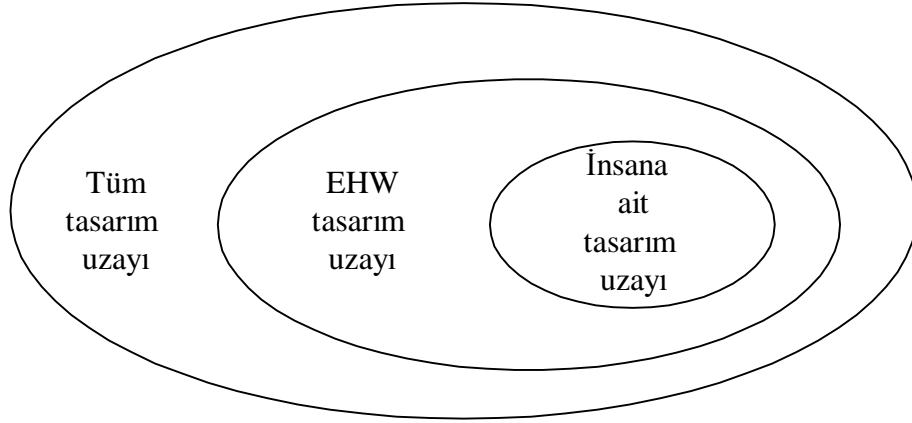 Tüm
tasarım
uzayı
EHW
tasarım
uzayı
İnsana
ait
tasarım
uzayı